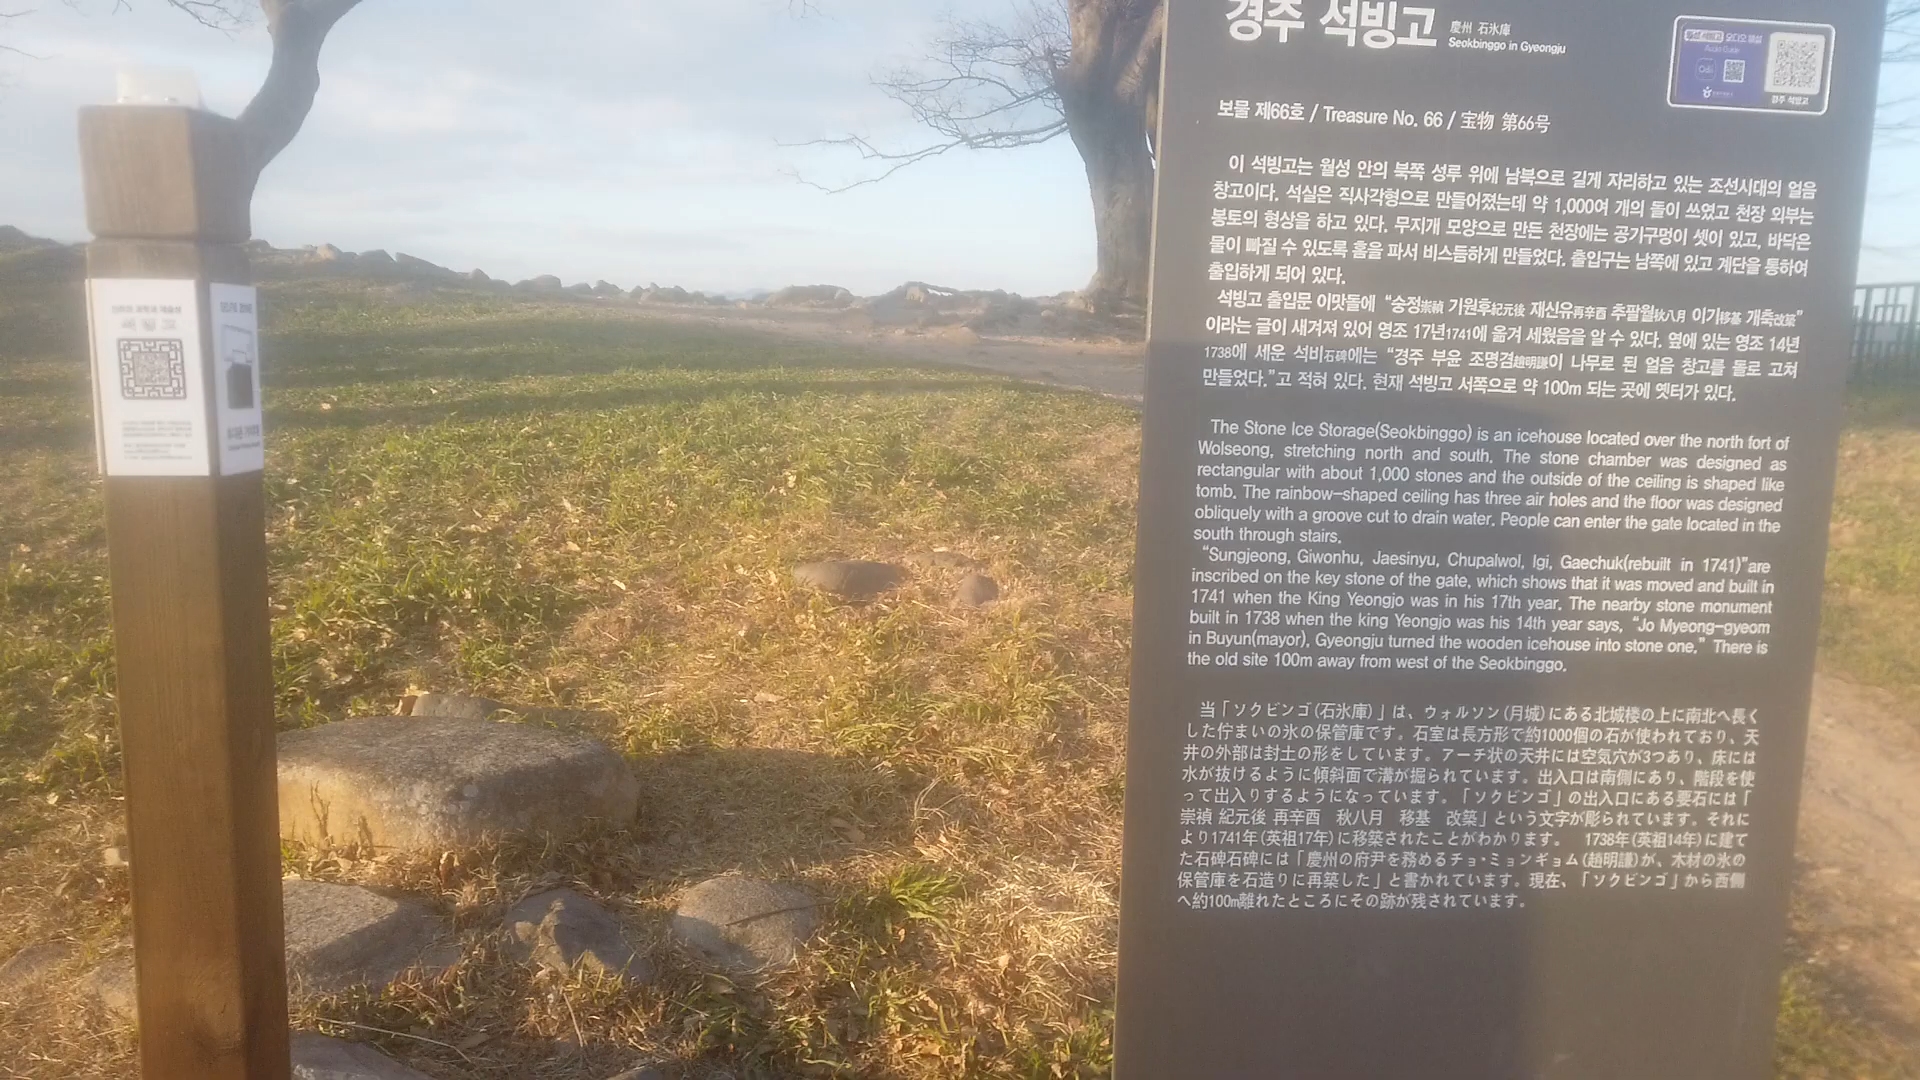 경주 석빙고
慶州 石氷庫
Seokbinggo in Gyeongju
경주 석빙고
보물 제66호 / Treasure No. 66 / 宝物 第66号
이 석빙고는 월성 안의 북쪽 성루 위에 남북으로 길게 자리하고 있는 조선시대의 얼음
창고이다. 석실은 직사각형으로 만들어졌는데 약 1,000여 개의 돌이 쓰였고 천장 외부는
봉토의 형상을 하고 있다. 무지개 모양으로 만든 천장에는 공기구멍이 셋이 있고, 바닥은
물이 빠질 수 있도록 홈을 파서 비스듬하게 만들었다. 출입구는 남쪽에 있고 계단을 통하여
출입하게 되어 있다.
석빙고 출입문 이맛돌에 “숭정崇禎 기원후紀元後 재신유再辛酉 추팔월秋八月 이기移基 개축改築”
이라는 글이 새겨져 있어 영조 17년1741에 옮겨 세웠음을 알 수 있다. 옆에 있는 영조 14년
1738에 세운 석비石碑에는 “경주 부윤 조명겸趙明謙이 나무로 된 얼음 창고를 돌로 고쳐
만들었다.”고 적혀 있다. 현재 석빙고 서쪽으로 약 100m 되는 곳에 옛터가 있다.
The Stone Ice Storage(Seokbinggo) is an icehouse located over the north fort of
Wolseong, stretching north and south. The stone chamber was designed as
rectangular with about 1,000 stones and the outside of the ceiling is shaped like
tomb. The rainbow-shaped ceiling has three air holes and the floor was designed
obliquely with a groove cut to drain water. People can enter the gate located in the
south through stairs.
“Sungjeong, Giwonhu, Jaesinyu, Chupalwol, Igi, Gaechuk(rebuilt in 1741)”are
inscribed on the key stone of the gate, which shows that it was moved and built in
1741 when the King Yeongjo was in his 17th year. The nearby stone monument
built in 1738 when the king Yeongjo was his 14th year says, “Jo Myeong-gyeom
in Buyun(mayor), Gyeongju turned the wooden icehouse into stone one.” There is
the old site 100m away from west of the Seokbinggo.
当「ソクビンゴ(石氷庫)」は、ウォルソン(月城)にある北城楼の上に南北へ長く
した佇まいの氷の保管庫です。石室は長方形で約1000個の石が使われており、天
井の外部は封土の形をしています。アーチ状の天井には空気穴が3つあり、床には
水が抜けるように傾斜面で溝が掘られています。出入口は南側にあり、階段を使
って出入りするようになっています。「ソクビンゴ」の出入口にある要石には「
崇禎 紀元後 再辛酉 秋八月 移基 改築」という文字が彫られています。それに
より1741年(英祖17年)に移築されたことがわかります。 1738年(英祖14年)に建て
た石碑石碑には「慶州の府尹を務めるチョ・ミョンギョム(趙明謙)が、木材の氷の
保管庫を石造りに再築した」と書かれています。現在、「ソクビンゴ」から西側
へ約100m離れたところにその跡が残されています。